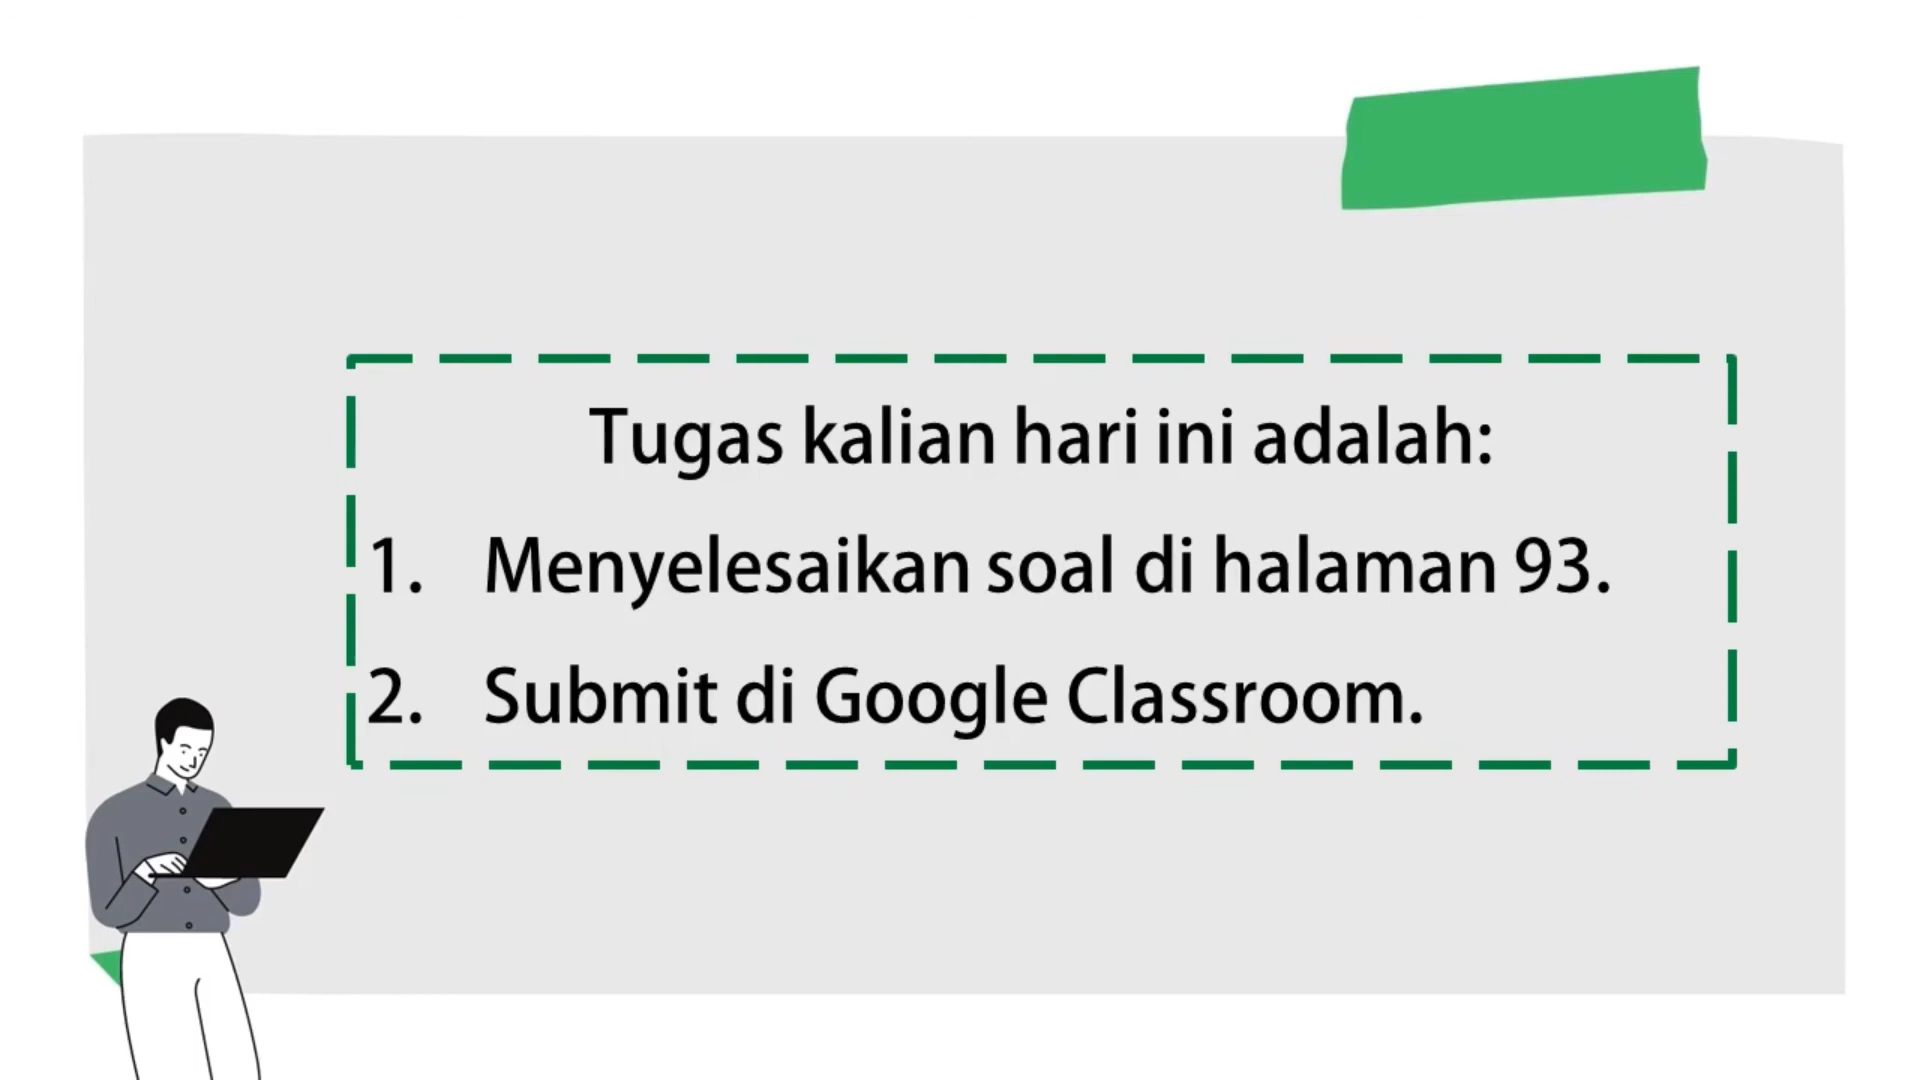 Tugas kalian hari ini adalah:
1. Menyelesaikan soal di halaman 93.
2. Submit di Google Classroom.